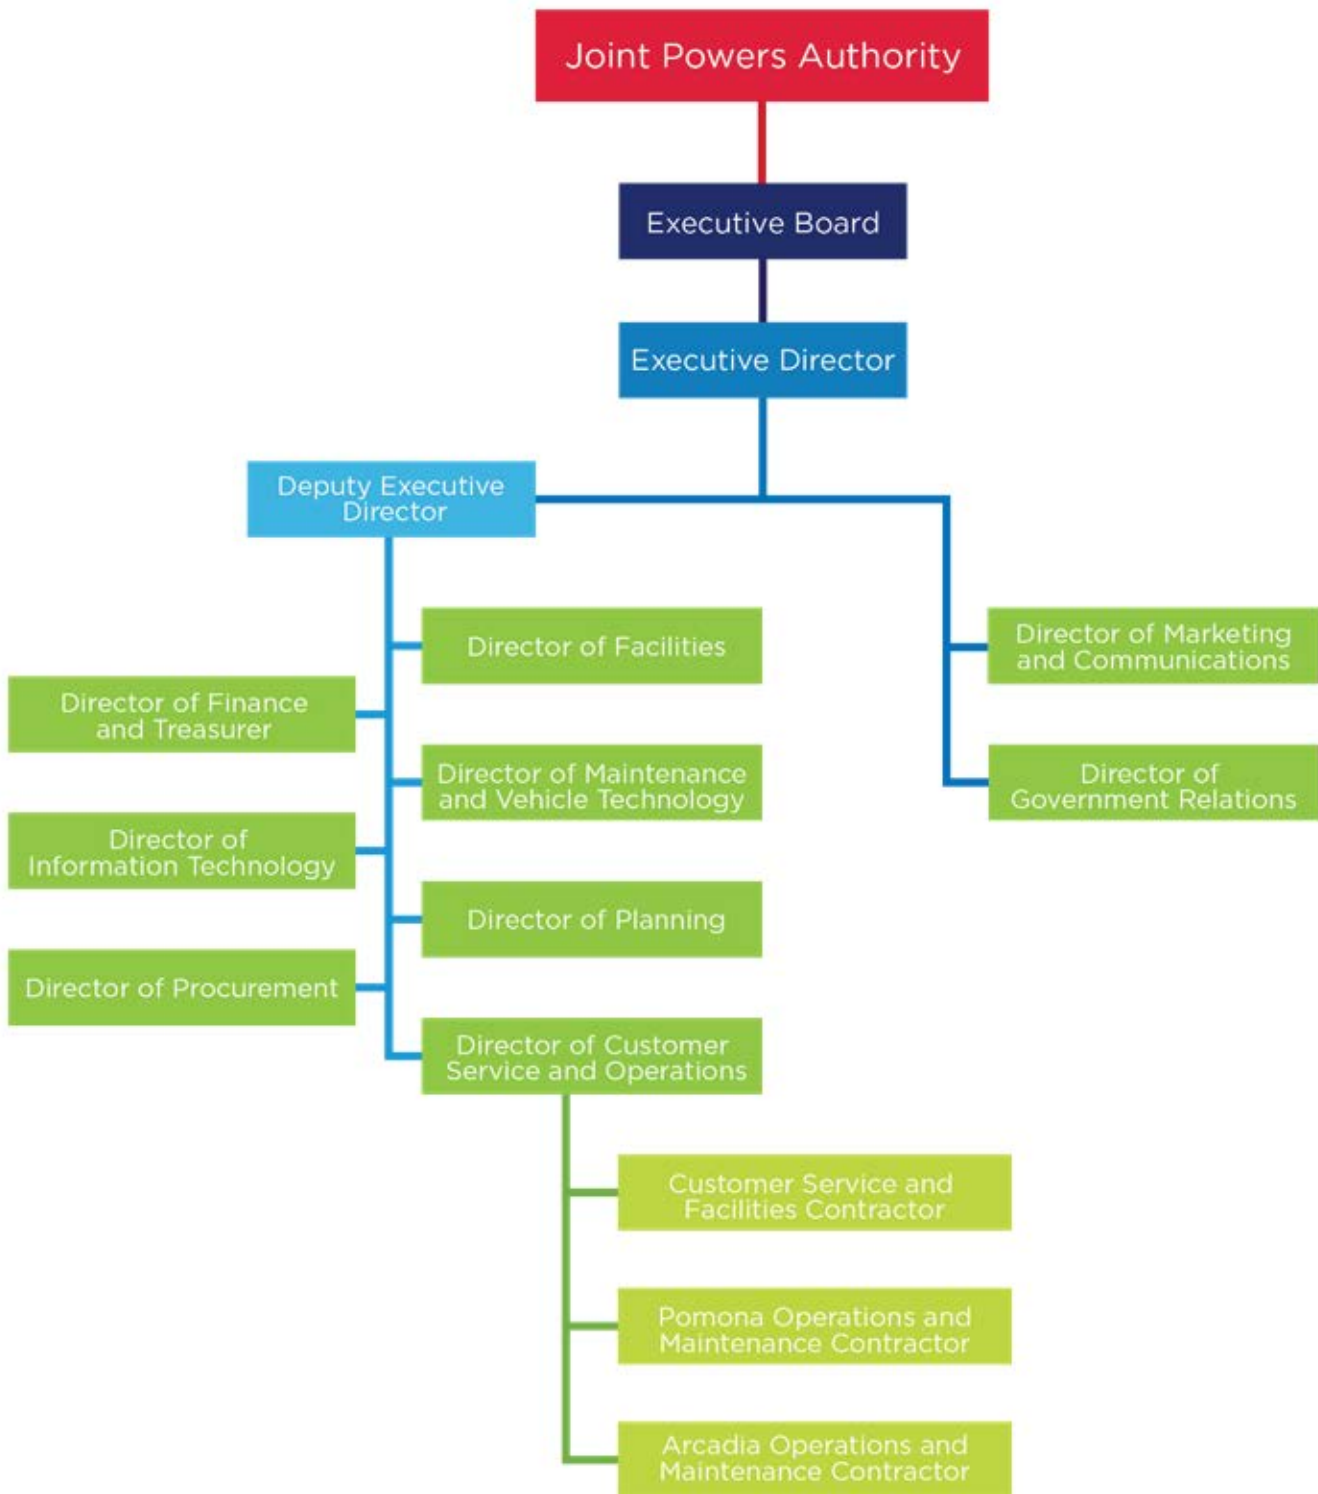 Joint Powers Authority
Executive Board
Executive Director
Deputy Executive
Director
Director of Facilities
Director of Marketing
and Communications
Director of Finance
and Treasurer
Director of Maintenance
and Vehicle Technology
Director of
Government Relations
Director of
Information Technology
Director of Planning
Director of Procurement
Director of Customer
Service and Operations
Customer Service and
Facilities Contractor
Pomona Operations and
Maintenance Contractor
Arcadia Operations and
Maintenance Contractor